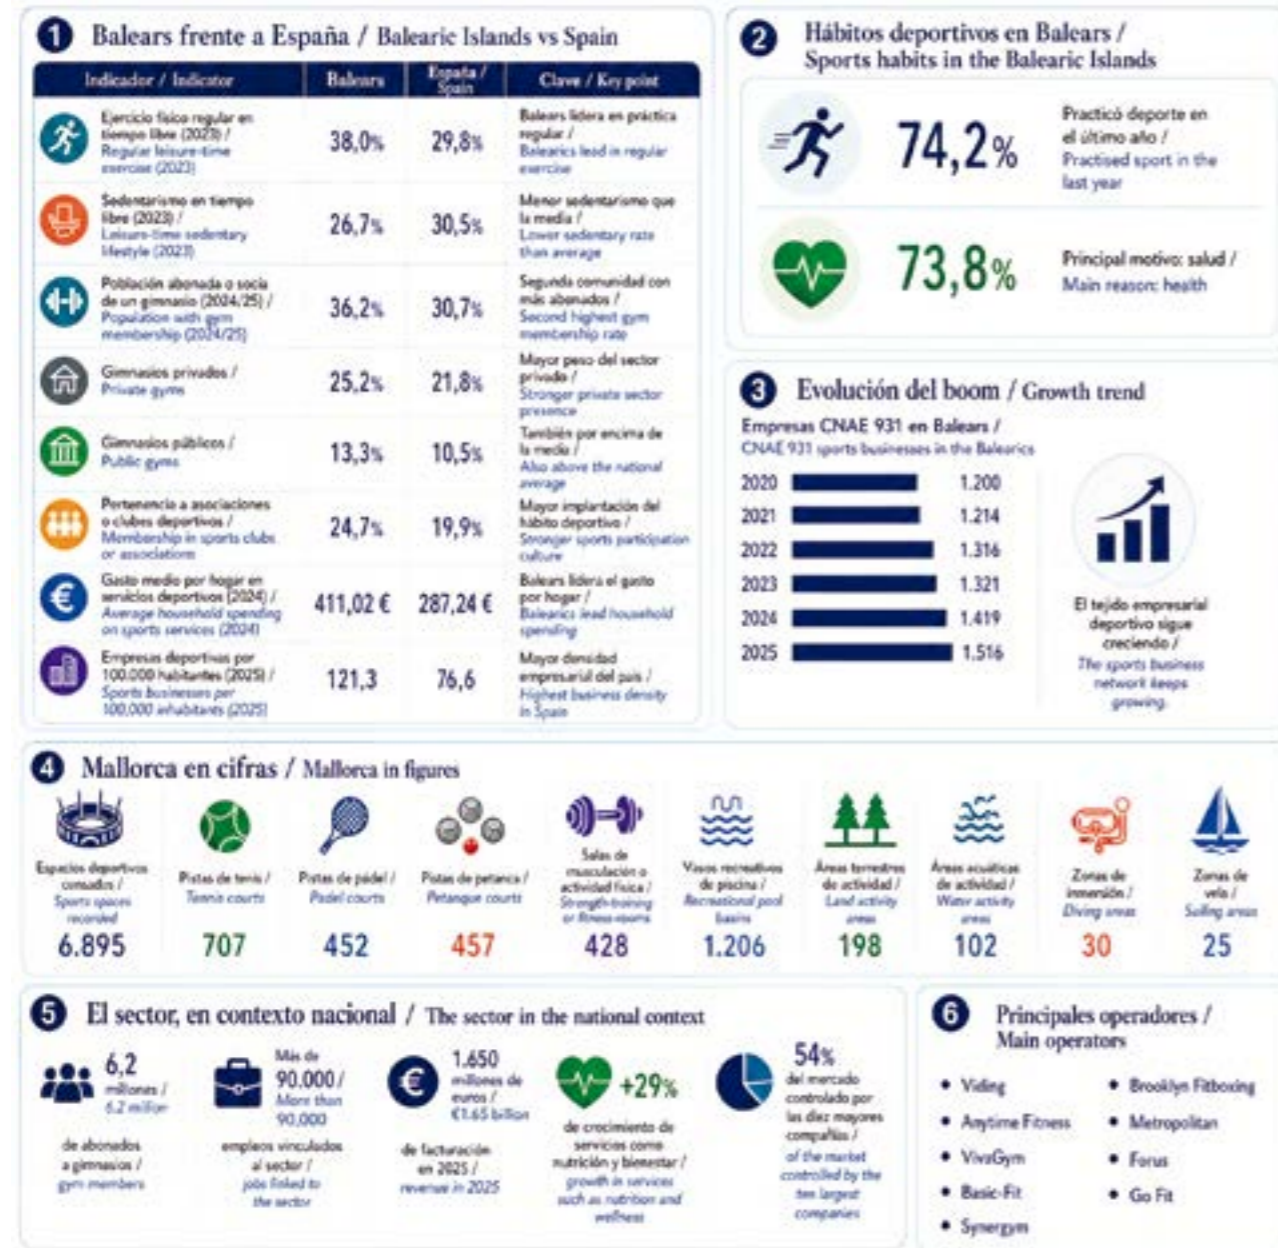 1 Balears frente a España / Balearic Islands vs Spain
Indicador / Indicator
Balears
España /
Spain
Clave / Key point
Ejercicio físico regular en
tiempo libre (2023) /
Regular leisure-time
exercise (2023)
38,0%
29,8%
Balears lidera en práctica
regular /
Balearics lead in regular
exercise
Sedentarismo en tiempo
libre (2023) /
Leisure-time sedentary
lifestyle (2023)
26,7%
30,5%
Menor sedentarismo que
la media /
Lower sedentary rate
than average
Población abonada o socia
de un gimnasio (2024/25) /
Population with gym
membership (2024/25)
36,2%
30,7%
Segunda comunidad con
más abonados /
Second highest gym
membership rate
Gimnasios privados /
Private gyms
25,2%
21,8%
Mayor peso del sector
privado /
Stronger private sector
presence
Gimnasios públicos /
Public gyms
13,3%
10,5%
También por encima de
la media /
Also above the national
average
Pertenencia a asociaciones
o clubes deportivos /
Membership in sports clubs
or associations
24,7%
19,9%
Mayor implantación del
hábito deportivo /
Stronger sports participation
culture
Gasto medio por hogar en
servicios deportivos (2024) /
Average household spending
on sports services (2024)
411,02 €
287,24 €
Balears lidera el gasto
por hogar /
Balearics lead household
spending
Empresas deportivas por
100.000 habitantes (2025) /
Sports businesses per
100,000 inhabitants (2025)
121,3
76,6
Mayor densidad
empresarial del país /
Highest business density
in Spain
2 Hábitos deportivos en Balears /
Sports habits in the Balearic Islands
74,2%
Practicó deporte en
el último año /
Practised sport in the
last year
73,8%
Principal motivo: salud /
Main reason: health
3 Evolución del boom / Growth trend
Empresas CNAE 931 en Balears /
CNAE 931 sports businesses in the Balearics
2020 1.200
2021 1.214
2022 1.316
2023 1.321
2024 1.419
2025 1.516
El tejido empresarial
deportivo sigue
creciendo /
The sports business
network keeps
growing.
4 Mallorca en cifras / Mallorca in figures
Espacios deportivos
censados /
Sports spaces
recorded
6.895
Pistas de tenis /
Tennis courts
707
Pistas de pádel /
Padel courts
452
Pistas de petanca /
Petanque courts
457
Salas de
musculación o
actividad física /
Strength-training
or fitness rooms
428
Vasos recreativos
de piscina /
Recreational pool
basins
1.206
Áreas terrestres
de actividad /
Land activity
areas
198
Áreas acuáticas
de actividad /
Water activity
areas
102
Zonas de
inmersión /
Diving areas
30
Zonas de
vela /
Sailing areas
25
5 El sector, en contexto nacional / The sector in the national context
6,2
millones /
6.2 million
de abonados
a gimnasios /
gym members
Más de
90.000 /
More than
90,000
empleos vinculados
al sector /
jobs linked to
the sector
€
1.650
millones de
euros /
€1.65 billion
de facturación
en 2025 /
revenue in 2025
+29%
de crecimiento de
servicios como
nutrición y bienestar /
growth in services
such as nutrition and
wellness
54%
del mercado
controlado por
las diez mayores
compañías /
of the market
controlled by the
ten largest
companies
6 Principales operadores /
Main operators
• Viding
• Anytime Fitness
• VivaGym
• Basic-Fit
• Synergym
• Brooklyn Fitboxing
• Metropolitan
• Forus
• Go Fit